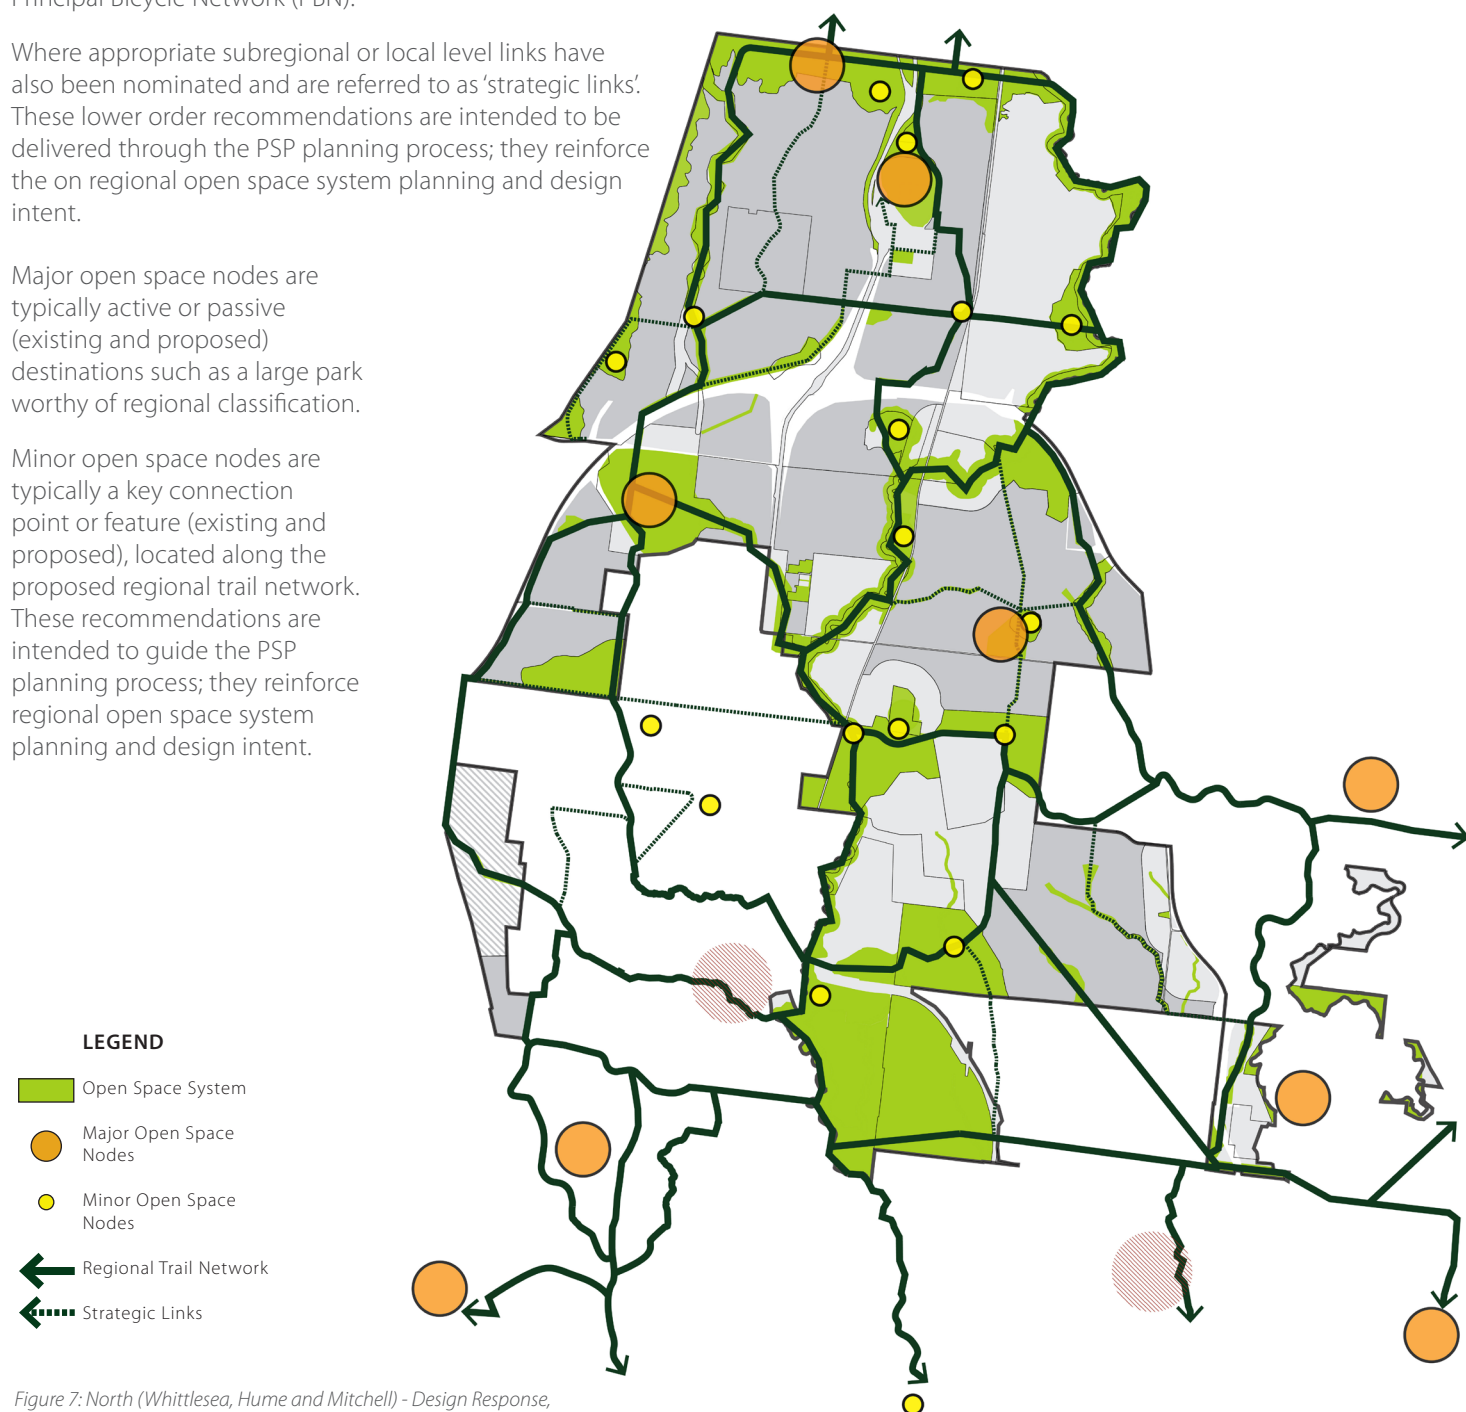 Principal Bicycle Network (PBN).
Where appropriate subregional or local level links have
also been nominated and are referred to as ‘strategic links’.
These lower order recommendations are intended to be
delivered through the PSP planning process; they reinforce
the on regional open space system planning and design
intent.
Major open space nodes are
typically active or passive
(existing and proposed)
destinations such as a large park
worthy of regional classification.
Minor open space nodes are
typically a key connection
point or feature (existing and
proposed), located along the
proposed regional trail network.
These recommendations are
intended to guide the PSP
planning process; they reinforce
regional open space system
planning and design intent.
LEGEND
Open Space System
Major Open Space
Nodes
Minor Open Space
Nodes
Regional Trail Network
Strategic Links
Figure 7: North (Whittlesea, Hume and Mitchell) - Design Response,